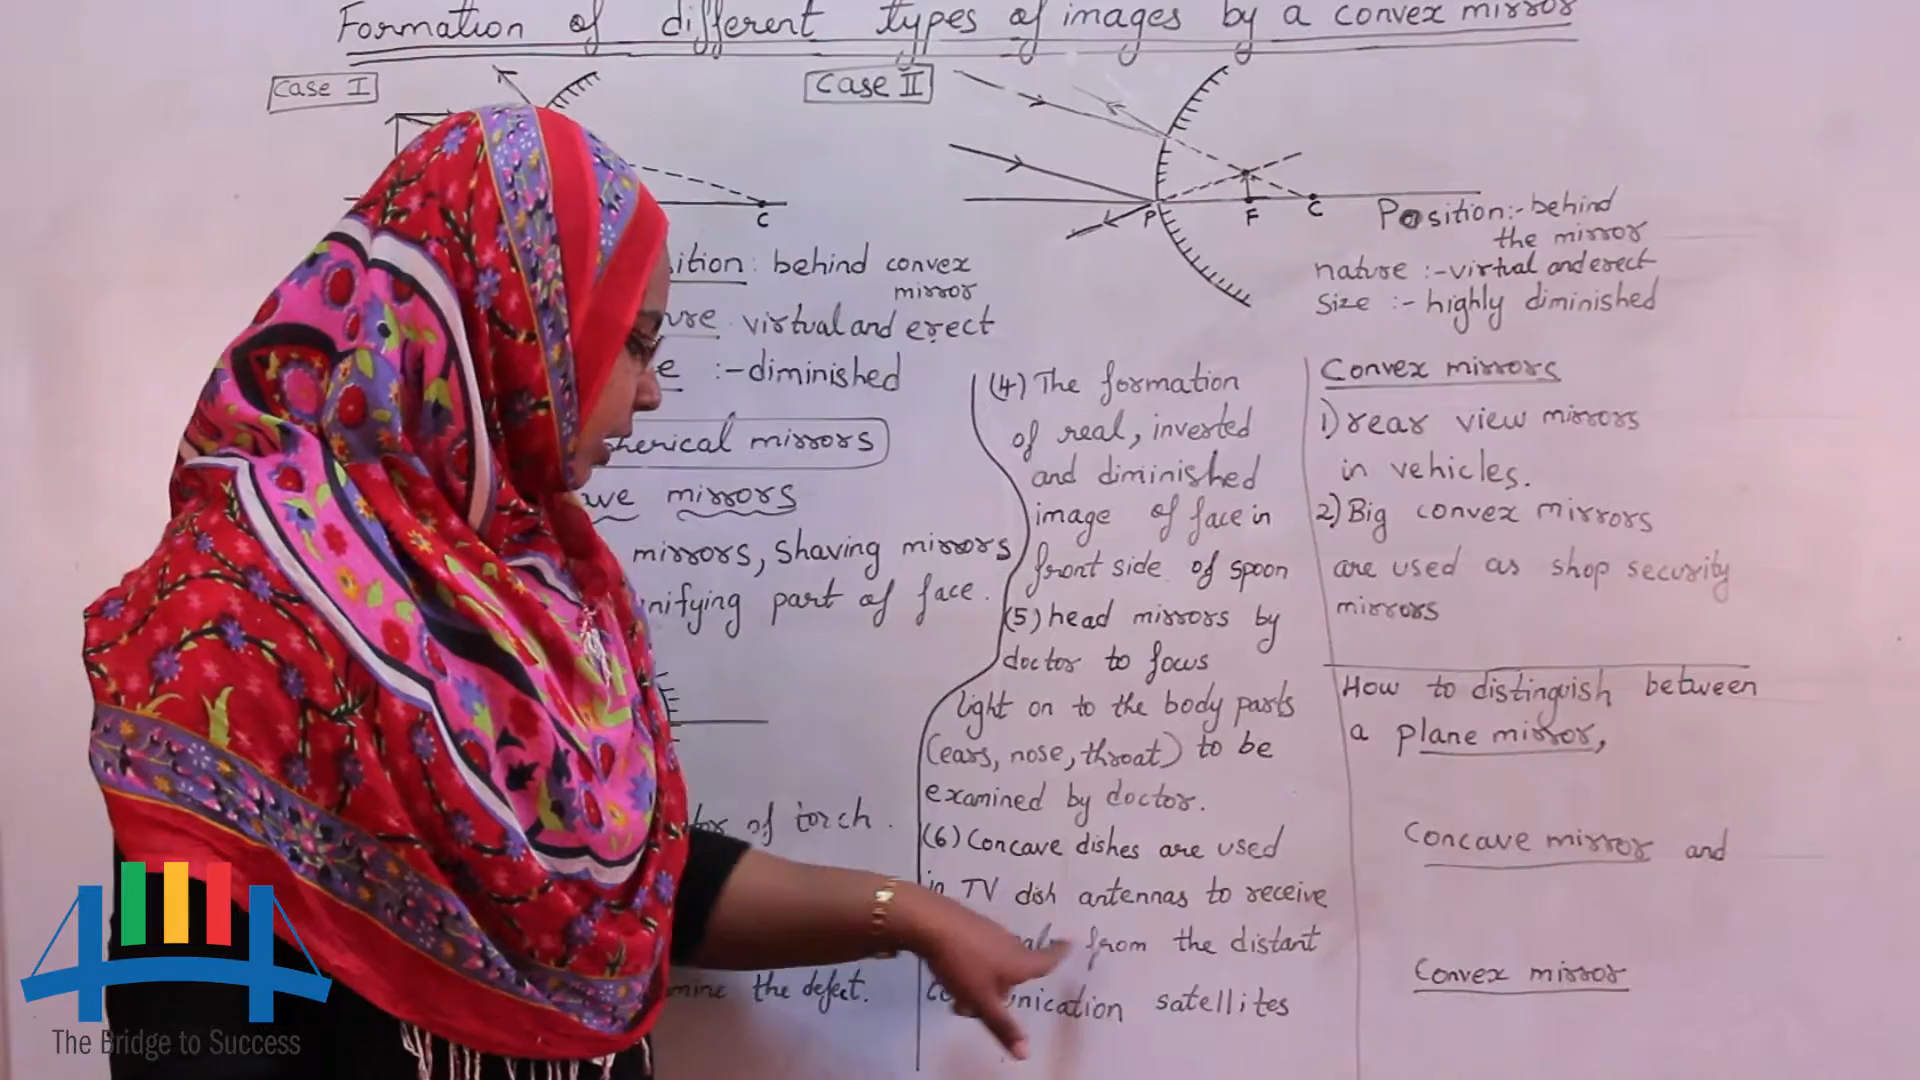 Formation of different types of images by a convex mirror
Case I
C
behind convex
mirror
virtual and erect
:- diminished
mirrors
mirrors
mirrors, shaving mirrors
part of face.
of torch.
the defect.
Case II
P F C
Position:- behind
the mirror
nature :- virtual and erect
Size :- highly diminished
(4) The formation
of real, inverted
and diminished
image of face in
front side of spoon
(5) head mirrors by
doctor to focus
light on to the body parts
(ears, nose, throat) to be
examined by doctor.
(6) Concave dishes are used
in TV dish antennas to receive
from the distant
satellites
Convex mirrors
1) rear view mirrors
in vehicles.
2) Big convex mirrors
are used as shop security
mirrors
How to distinguish between
a plane mirror,
Concave mirror and
Convex mirror
The Bridge to Success